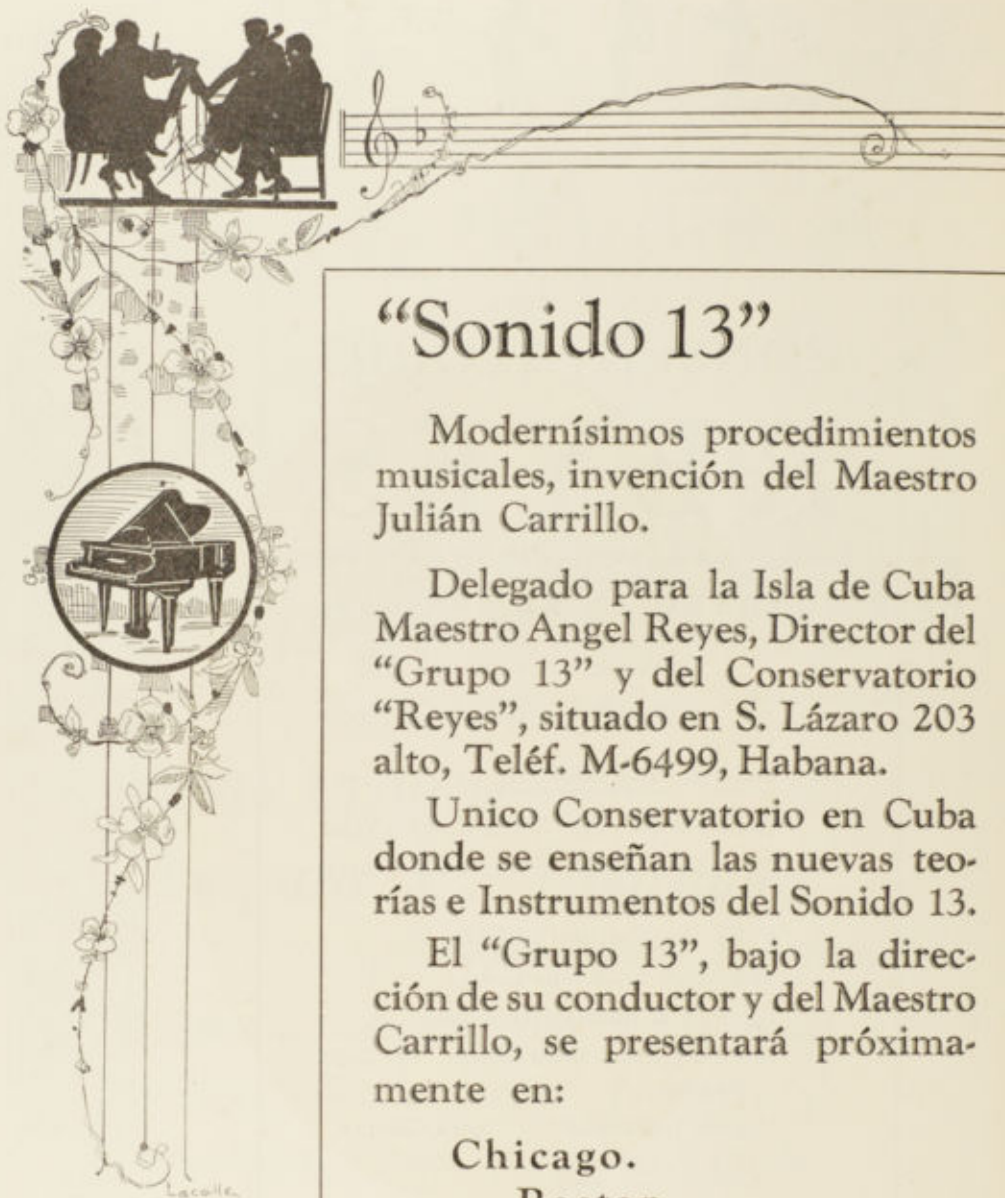 “Sonido 13”
Modernísimos procedimientos
musicales, invención del Maestro
Julián Carrillo.
Delegado para la Isla de Cuba
Maestro Angel Reyes, Director del
“Grupo 13” y del Conservatorio
“Reyes”, situado en S. Lázaro 203
alto, Teléf. M-6499, Habana.
Unico Conservatorio en Cuba
donde se enseñan las nuevas teo-
rías e Instrumentos del Sonido 13.
El “Grupo 13”, bajo la direc-
ción de su conductor y del Maestro
Carrillo, se presentará próxima-
mente en:
Chicago.